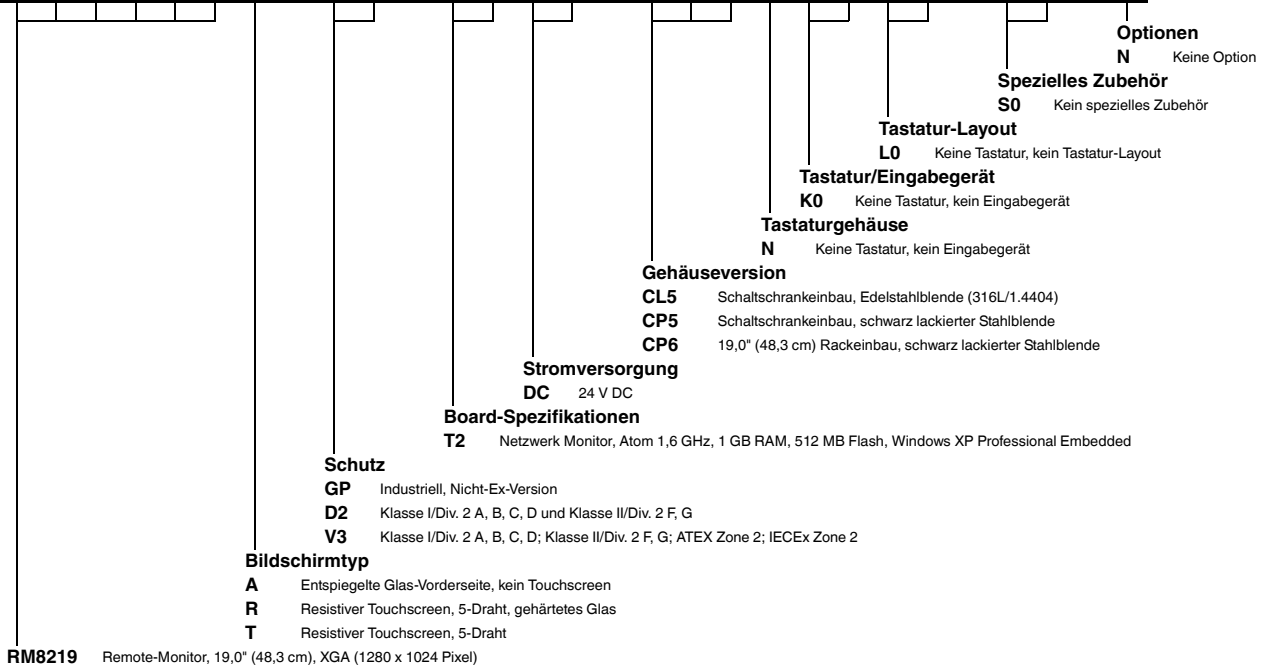 Optionen
N Keine Option
Spezielles Zubehör
S0 Kein spezielles Zubehör
Tastatur-Layout
L0 Keine Tastatur, kein Tastatur-Layout
Tastatur/Eingabegerät
K0 Keine Tastatur, kein Eingabegerät
Tastaturgehäuse
N Keine Tastatur, kein Eingabegerät
Gehäuseversion
CL5 Schaltschrankeinbau, Edelstahlblende (316L/1.4404)
CP5 Schaltschrankeinbau, schwarz lackierter Stahlblende
CP6 19,0" (48,3 cm) Rackeinbau, schwarz lackierter Stahlblende
Stromversorgung
DC 24 V DC
Board-Spezifikationen
T2 Netzwerk Monitor, Atom 1,6 GHz, 1 GB RAM, 512 MB Flash, Windows XP Professional Embedded
Schutz
GP Industriell, Nicht-Ex-Version
D2 Klasse I/Div. 2 A, B, C, D und Klasse II/Div. 2 F, G
V3 Klasse I/Div. 2 A, B, C, D; Klasse II/Div. 2 F, G; ATEX Zone 2; IECEx Zone 2
Bildschirmtyp
A Entspiegelte Glas-Vorderseite, kein Touchscreen
R Resistiver Touchscreen, 5-Draht, gehärtetes Glas
T Resistiver Touchscreen, 5-Draht
RM8219 Remote-Monitor, 19,0" (48,3 cm), XGA (1280 x 1024 Pixel)